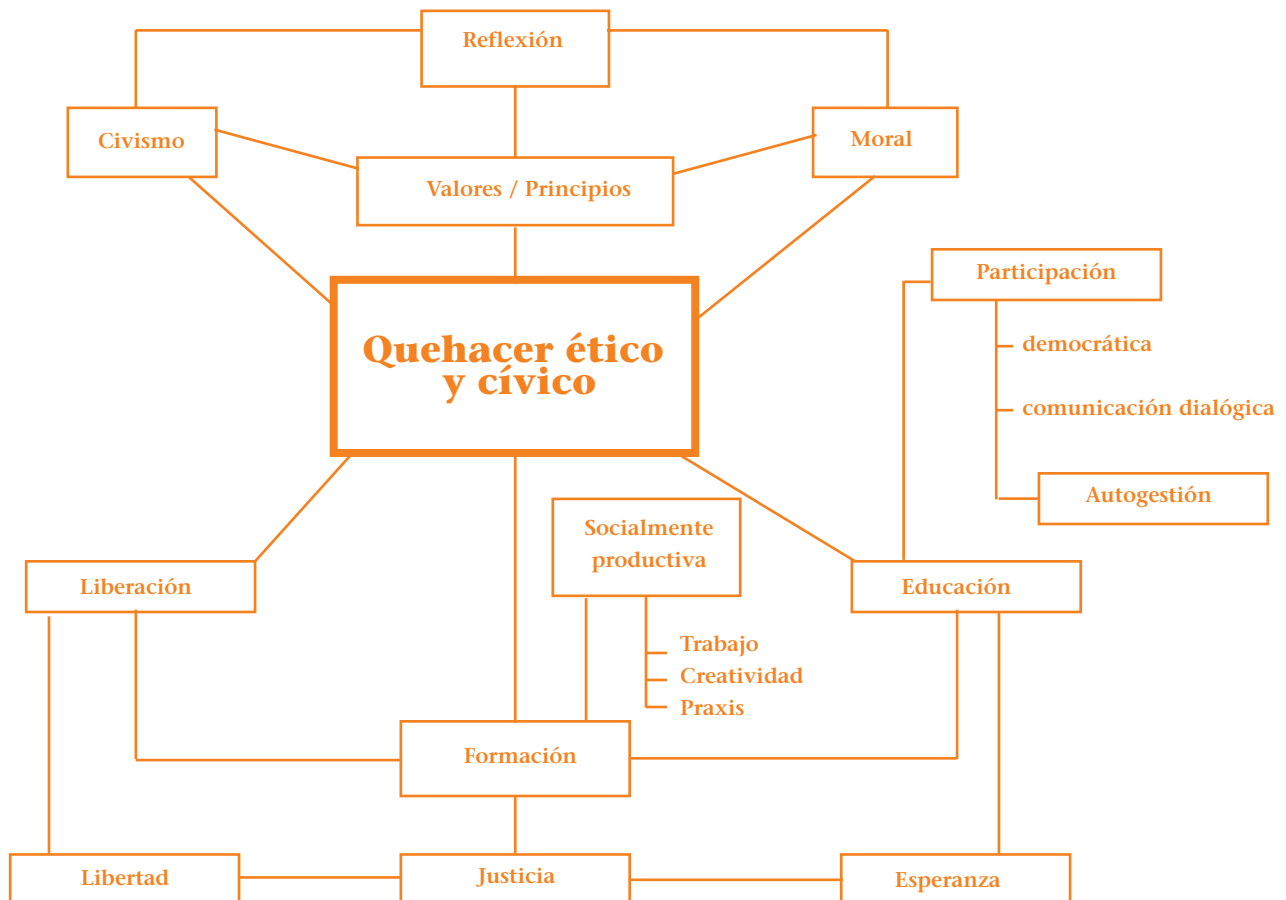 Reflexión
Civismo
Moral
Valores / Principios
Participación
Quehacer ético
y cívico
democrática
comunicación dialógica
Autogestión
Socialmente
productiva
Liberación
Educación
Trabajo
Creatividad
Praxis
Formación
Libertad
Justicia
Esperanza